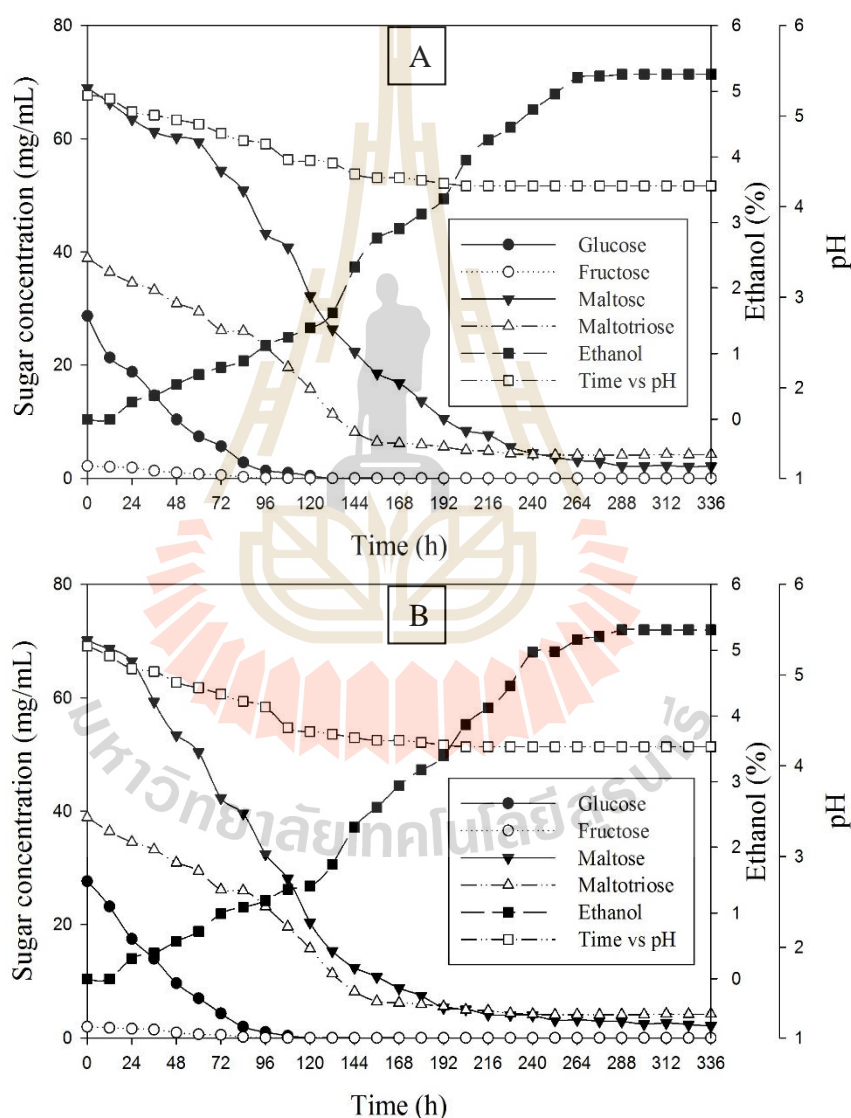 A
80
60
40
20
0
Sugar concentration (mg/mL)
6
5
4
3
2
1
0
Ethanol (%)
6
5
4
3
2
1
pH
Glucose
Fructose
Maltose
Maltotriose
Ethanol
Time vs pH
0 24 48 72 96 120 144 168 192 216 240 264 288 312 336
Time (h)
B
80
60
40
20
0
Sugar concentration (mg/mL)
6
5
4
3
2
1
0
Ethanol (%)
6
5
4
3
2
1
pH
Glucose
Fructose
Maltose
Maltotriose
Ethanol
Time vs pH
0 24 48 72 96 120 144 168 192 216 240 264 288 312 336
Time (h)
มหาวิทยาลัยเทคโนโลยีสุรนารี